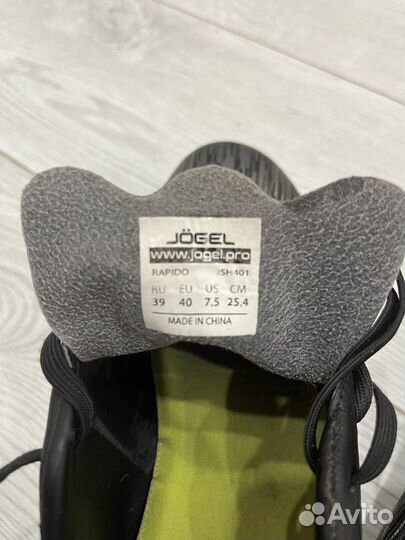 JÖGEL
www.jogel.pro
RAPIDO JSH401
RU EU US CM
39 40 7.5 25.4
MADE IN CHINA
Avito